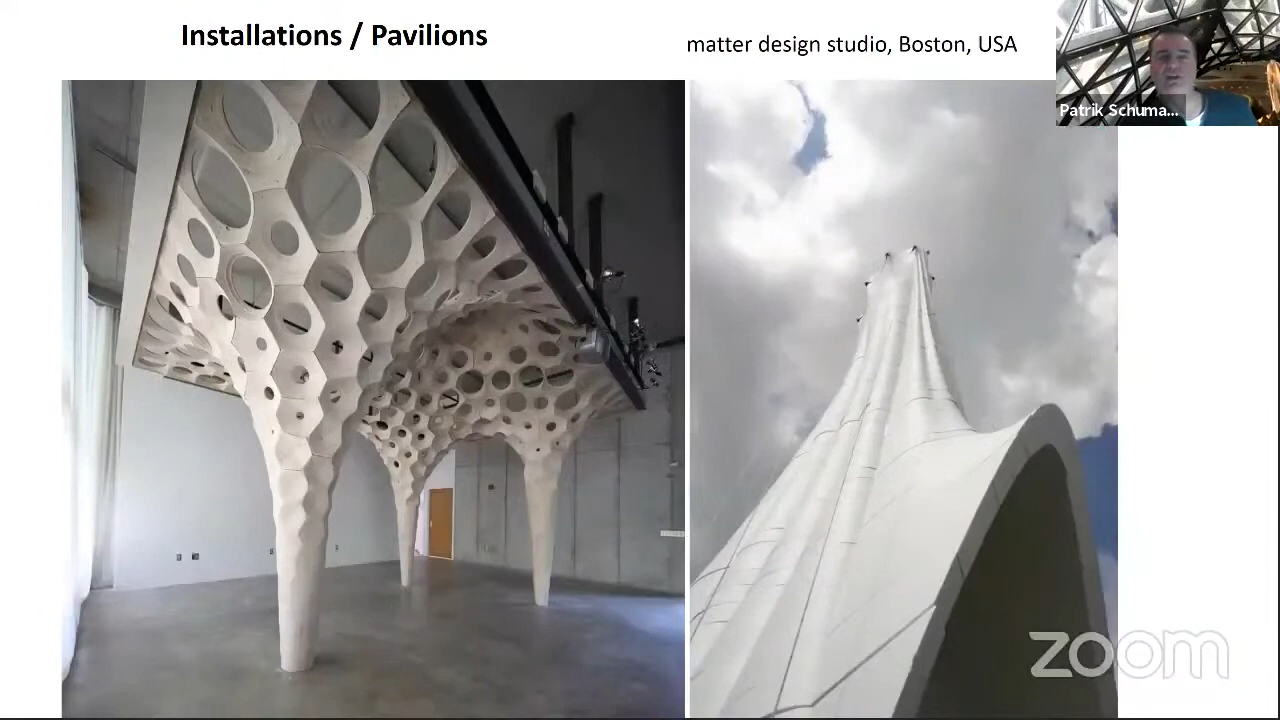 Installations / Pavilions
matter design studio, Boston, USA
Patrik Schuma...
zoom